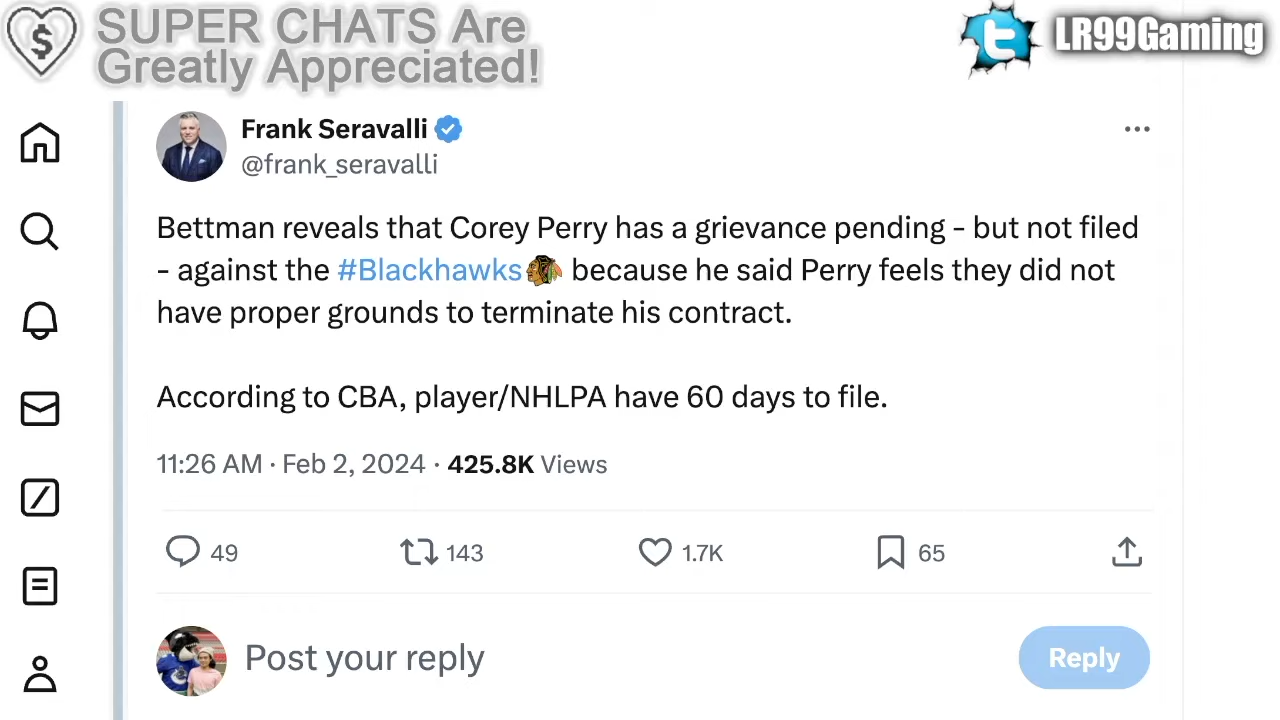 SUPER CHATS Are
Greatly Appreciated!
LR99Gaming
Frank Seravalli
@frank_seravalli
Bettman reveals that Corey Perry has a grievance pending - but not filed
- against the #Blackhawks because he said Perry feels they did not
have proper grounds to terminate his contract.
According to CBA, player/NHLPA have 60 days to file.
11:26 AM · Feb 2, 2024 · 425.8K Views
49 143 1.7K 65
Post your reply
Reply